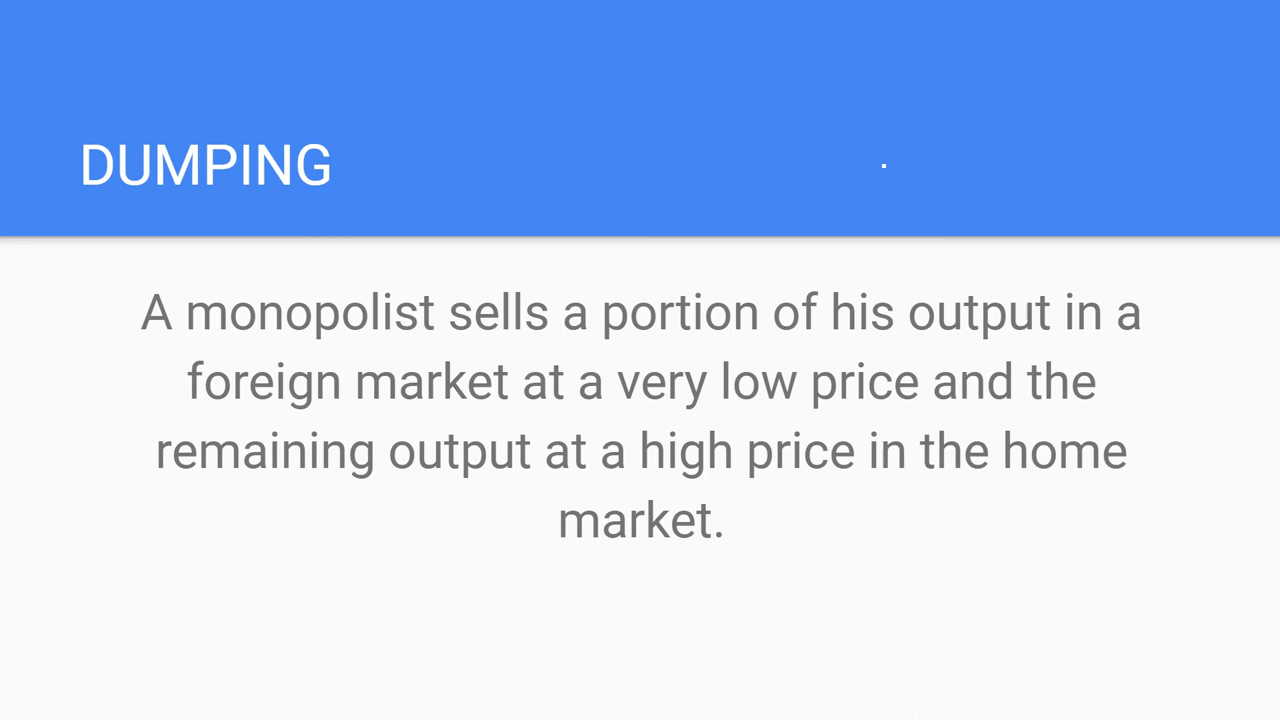 DUMPING
A monopolist sells a portion of his output in a
foreign market at a very low price and the
remaining output at a high price in the home
market.